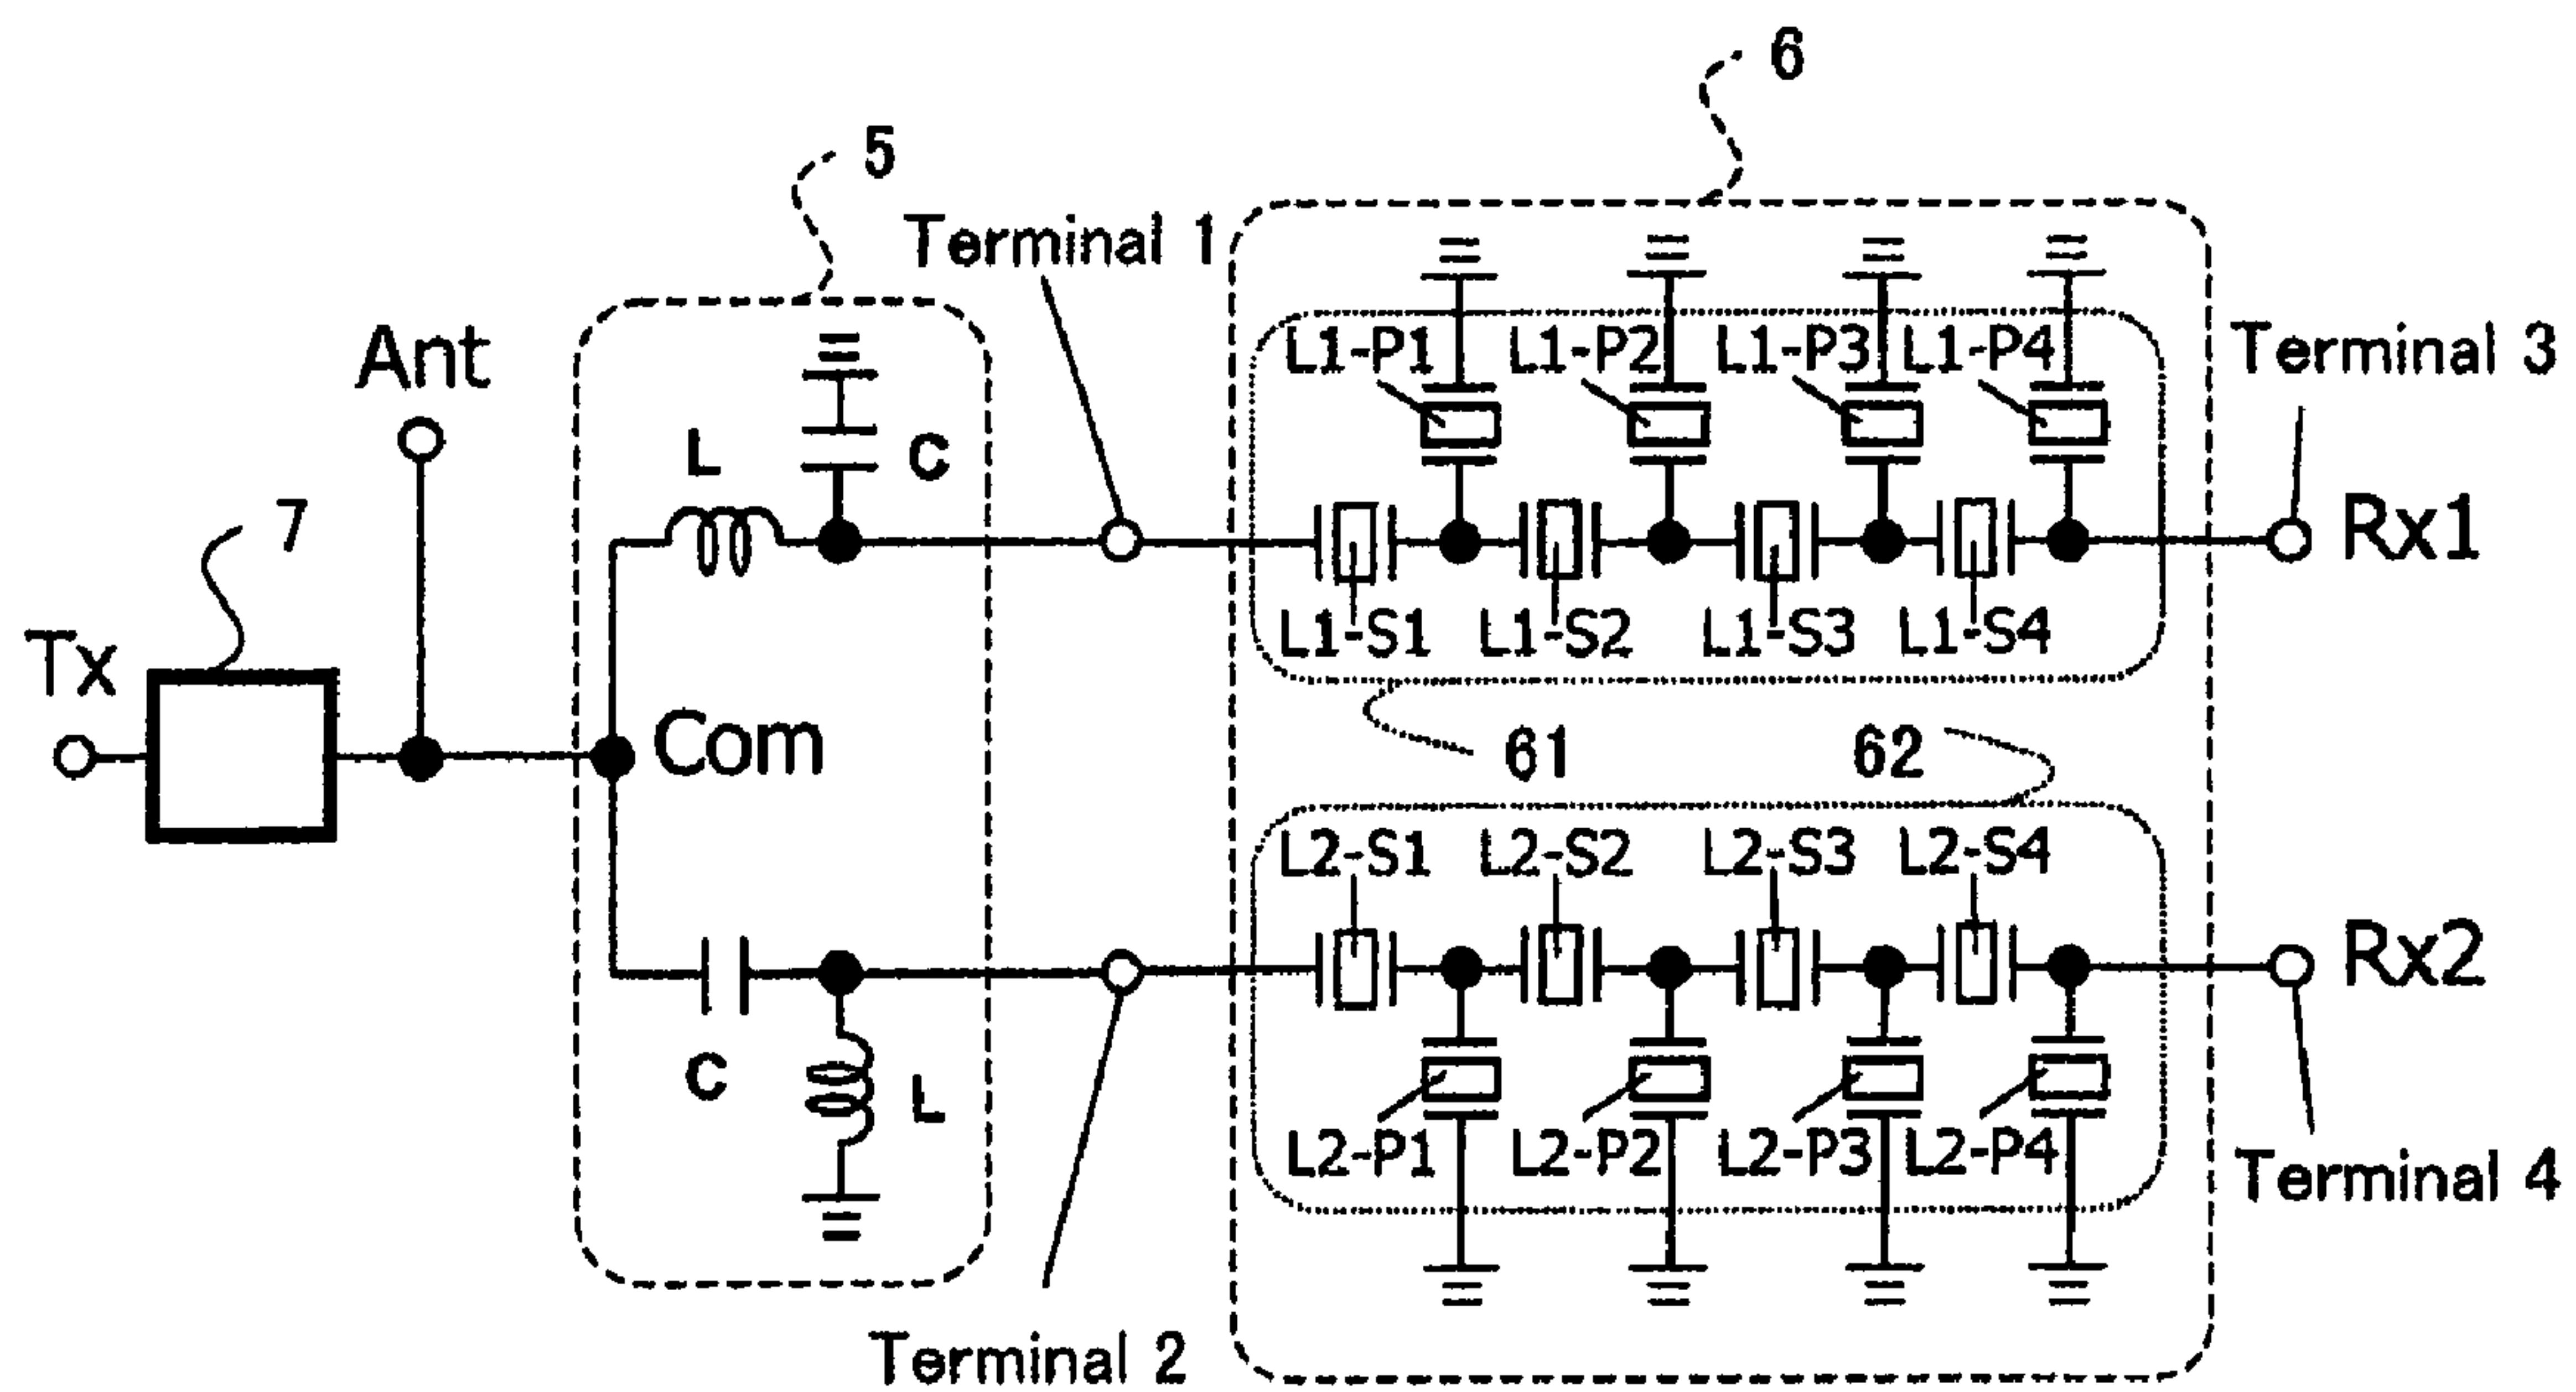 6
5
Terminal 1
Ant
L1-P1 L1-P2 L1-P3 L1-P4
Terminal 3
L C
7
Rx1
Tx
L1-S1 L1-S2 L1-S3 L1-S4
Com
61 62
L2-S1 L2-S2 L2-S3 L2-S4
Rx2
C L
L2-P1 L2-P2 L2-P3 L2-P4
Terminal 4
Terminal 2